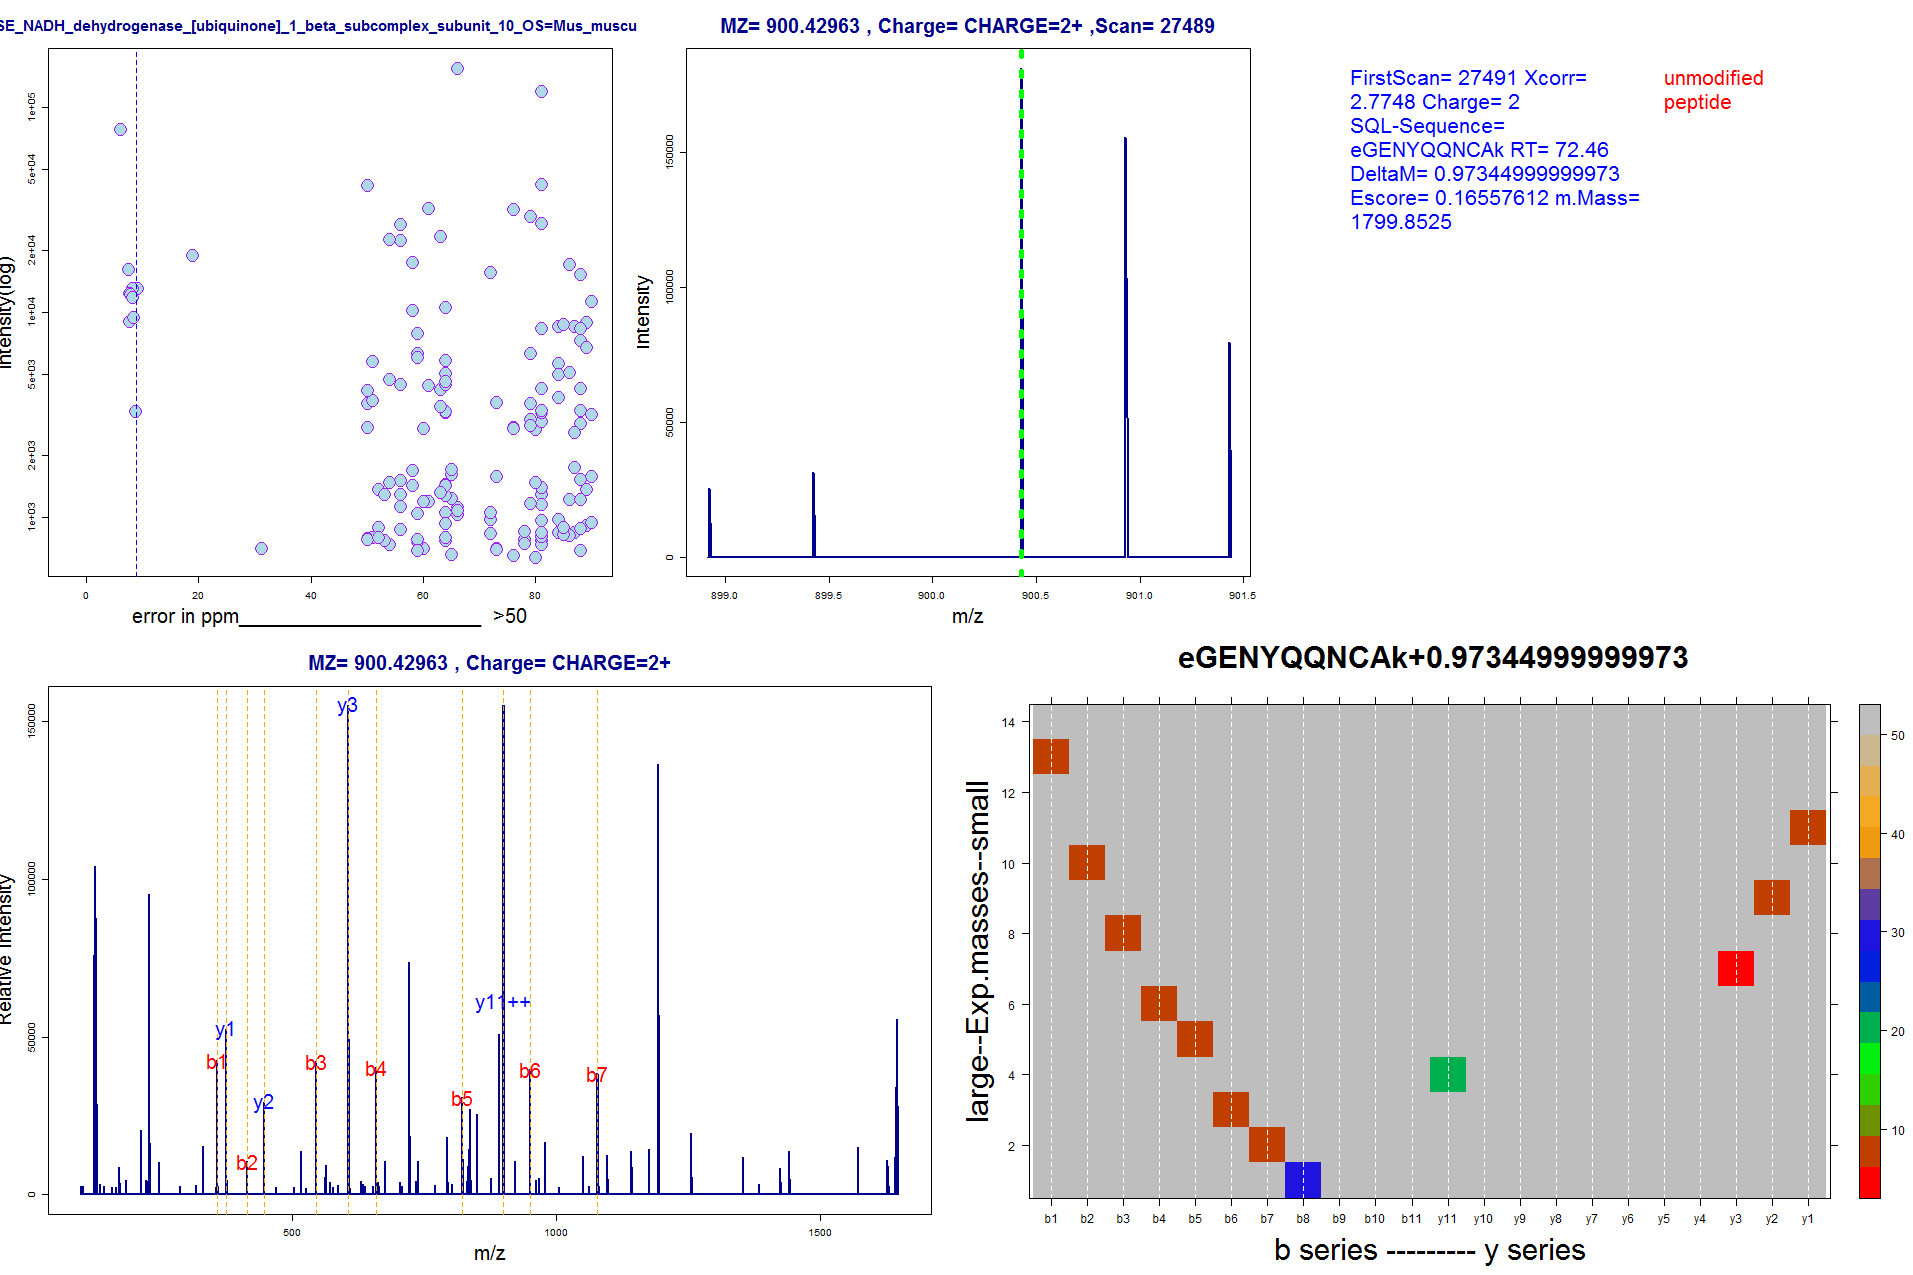 SE_NADH_dehydrogenase_[ubiquinone]_1_beta_subcomplex_subunit_10_OS=Mus_muscu
Intensity(log)
1e+03 2e+03 5e+03 1e+04 2e+04 5e+04 1e+05
0 20 40 60 80
error in ppm______________________ >50
MZ= 900.42963 , Charge= CHARGE=2+ ,Scan= 27489
Intensity
0 50000 100000 150000
899.0 899.5 900.0 900.5 901.0 901.5
m/z
FirstScan= 27491 Xcorr=
2.7748 Charge= 2
SQL-Sequence=
eGENYQQNCAk RT= 72.46
DeltaM= 0.97344999999973
Escore= 0.16557612 m.Mass=
1799.8525
unmodified
peptide
MZ= 900.42963 , Charge= CHARGE=2+
Relative Intensity
0 50000 100000 150000
y3
y11++
y1
b1
b3
b4
b6
b7
b5
y2
b2
500 1000 1500
m/z
eGENYQQNCAk+0.97344999999973
large--Exp.masses--small
14
12
10
8
6
4
2
b1 b2 b3 b4 b5 b6 b7 b8 b9 b10 b11 y11 y10 y9 y8 y7 y6 y5 y4 y3 y2 y1
b series --------- y series
50
40
30
20
10